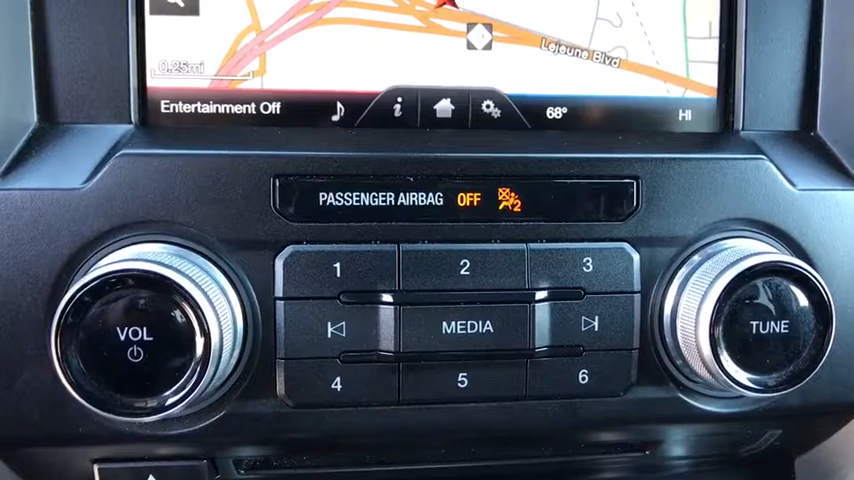 0.25mi
Lejeune Blvd
Entertainment Off
i
68°
HI
PASSENGER AIRBAG OFF 2
1 2 3
VOL
MEDIA
TUNE
4 5 6